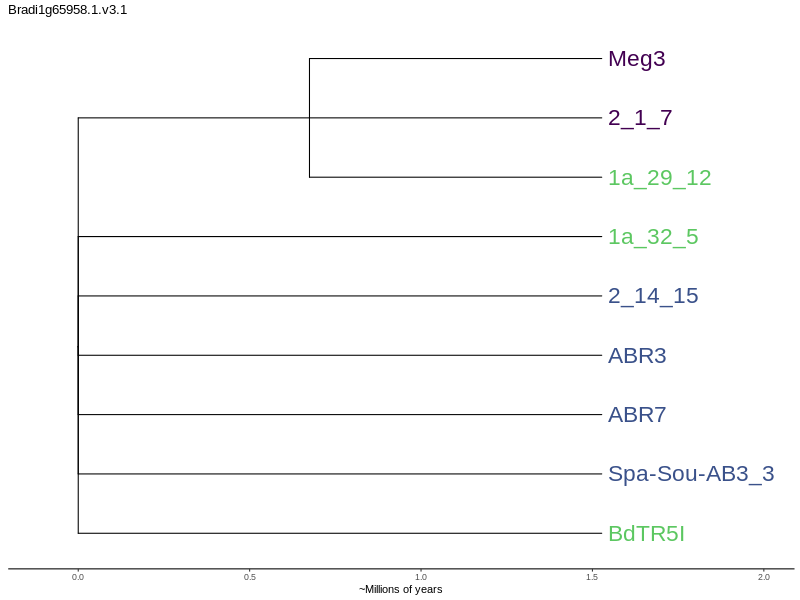 Bradi1g65958.1.v3.1
Meg3
2_1_7
1a_29_12
1a_32_5
2_14_15
ABR3
ABR7
Spa-Sou-AB3_3
BdTR5I
0.0 0.5 1.0 1.5 2.0
~Millions of years